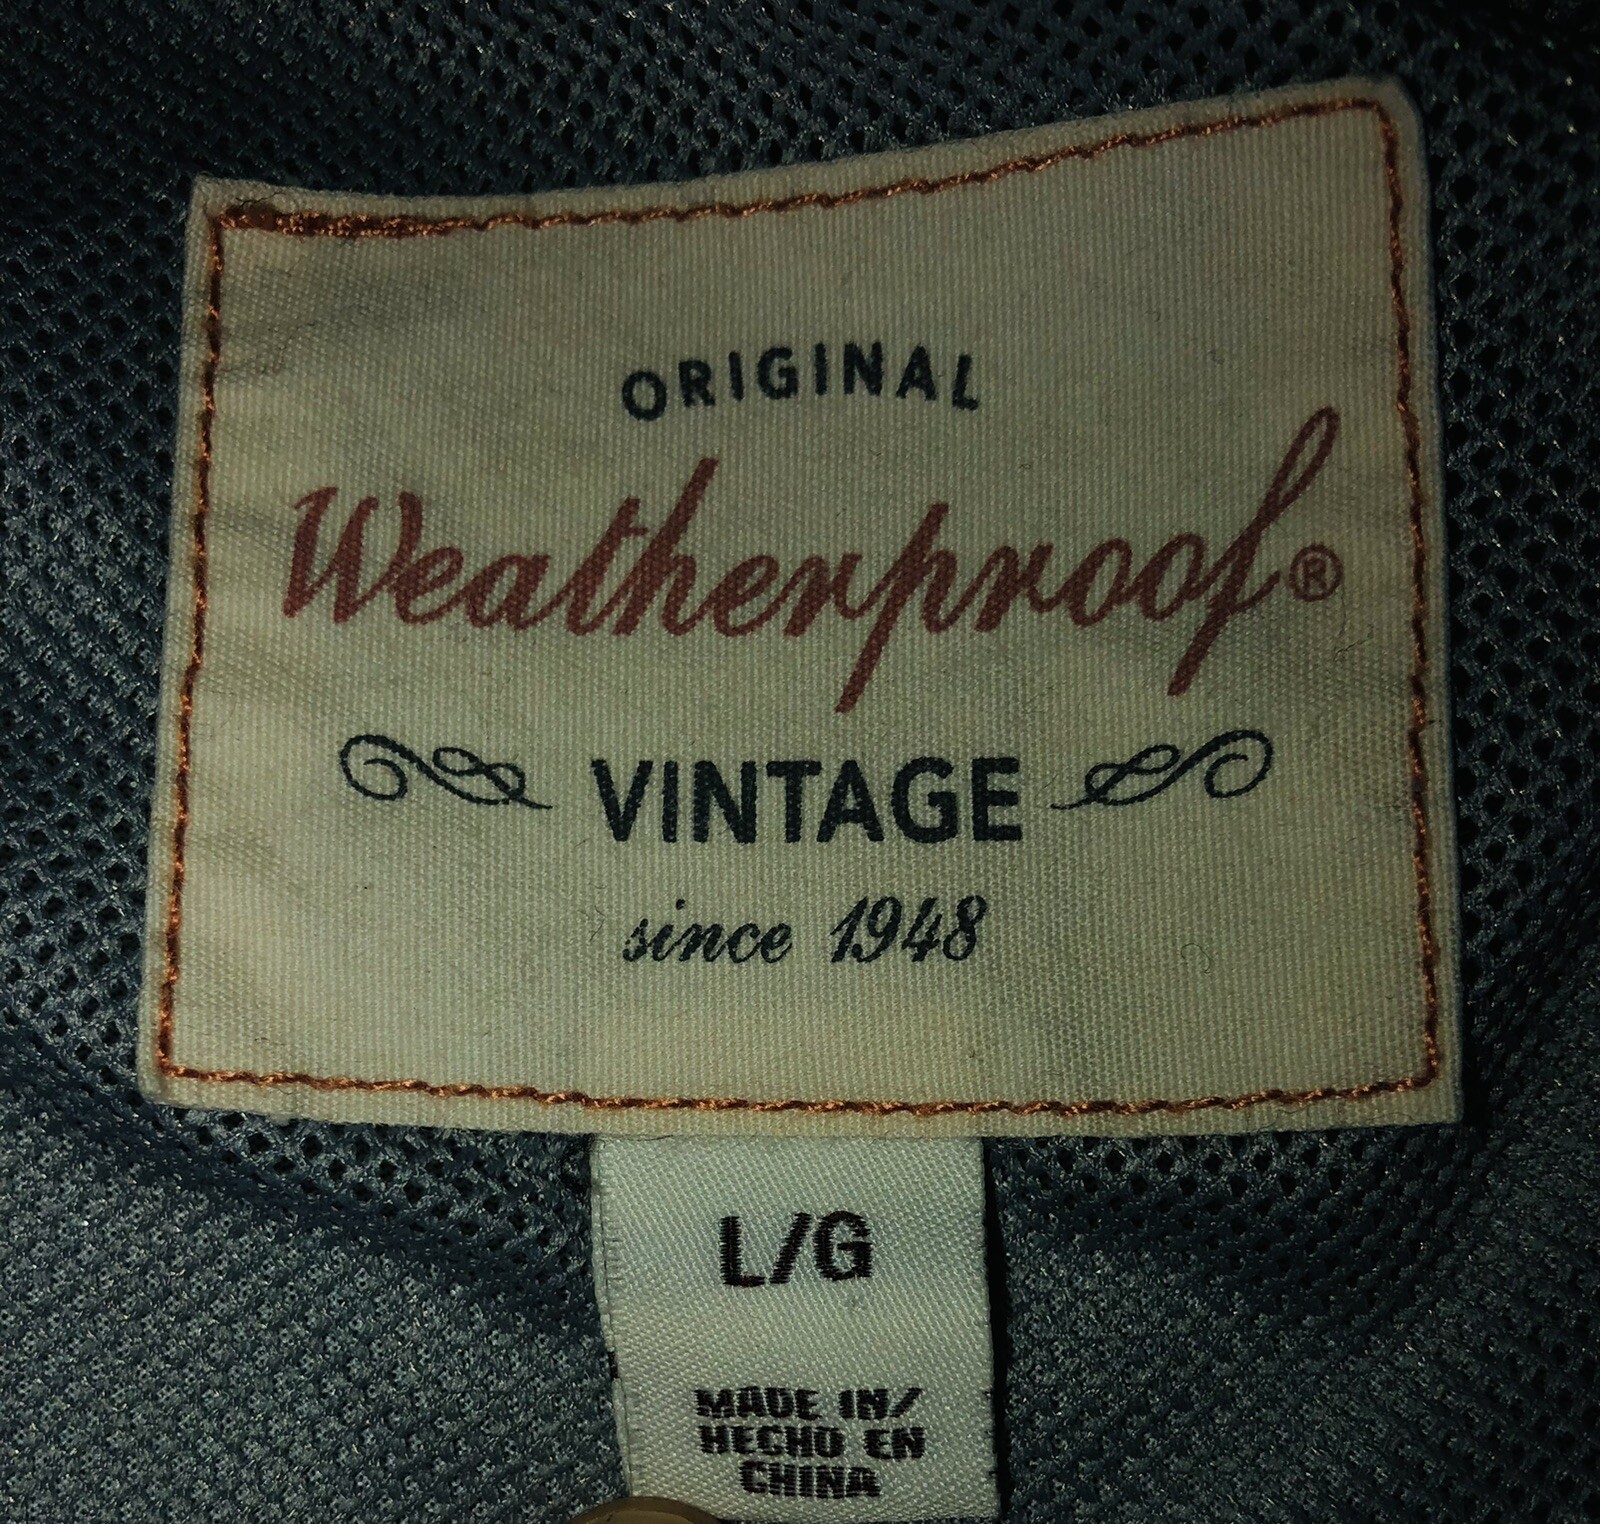 ORIGINAL
Weatherproof®
VINTAGE
since 1948
L/G
MADE IN/
HECHO EN
CHINA